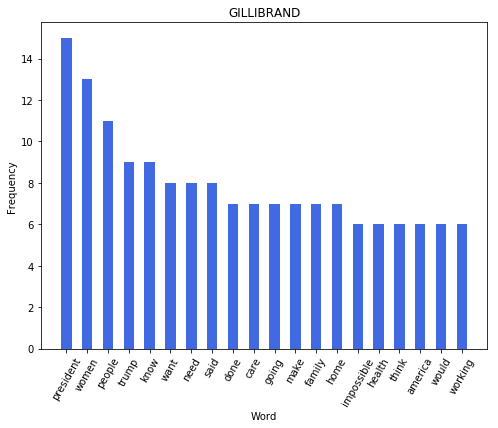 GILLIBRAND
Frequency
14
12
10
8
6
4
2
0
president
women
people
trump
know
want
need
said
done
care
going
make
family
home
impossible
health
think
america
would
working
Word